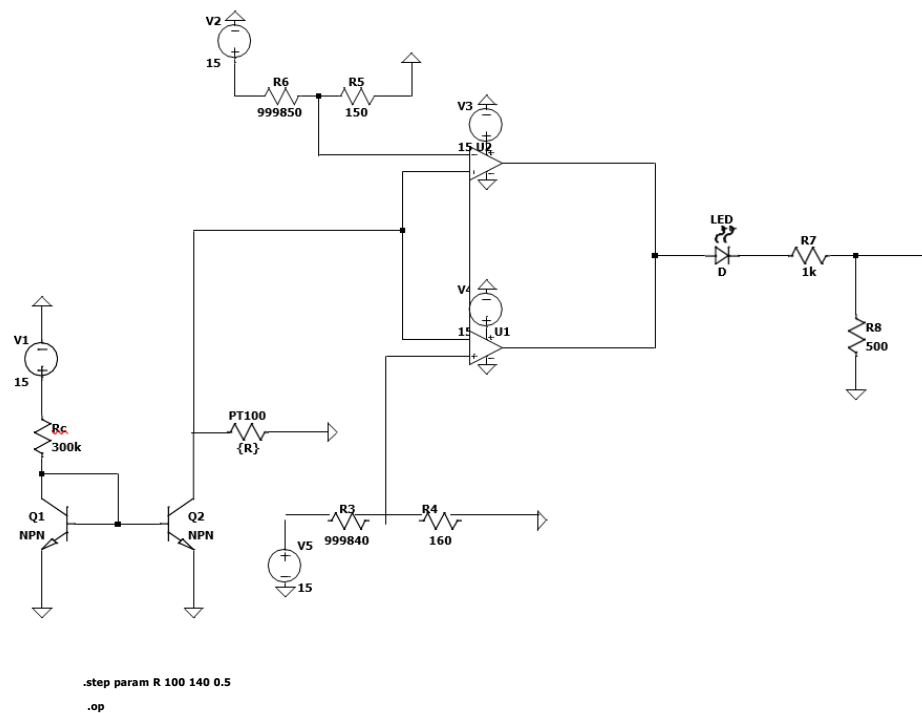 V2
15
R6
999850
R5
150
V3
15
U2
LED
D
R7
1k
R8
500
V4
15
U1
V1
15
Rc
300k
PT100
{R}
Q1
NPN
Q2
NPN
R3
999840
R4
160
V5
15
.step param R 100 140 0.5
.op